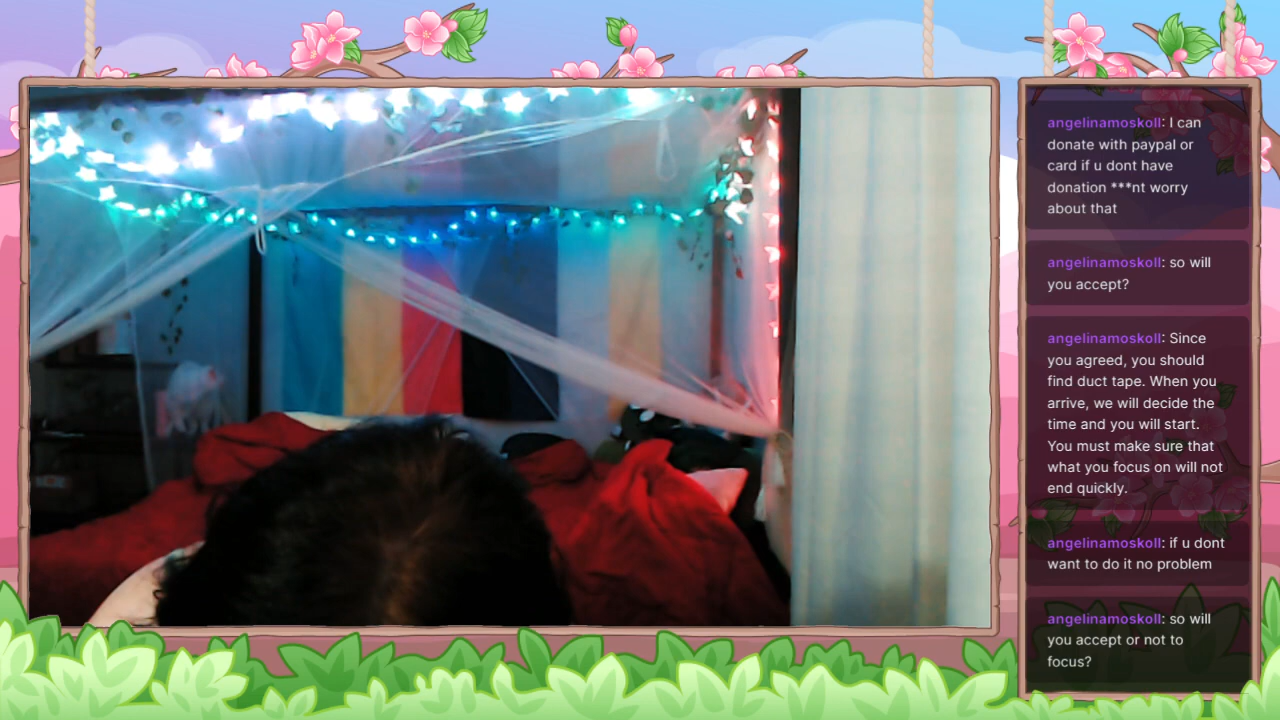 angelinamoskoll: I can
donate with paypal or
card if u dont have
donation ***nt worry
about that
angelinamoskoll: so will
you accept?
angelinamoskoll: Since
you agreed, you should
find duct tape. When you
arrive, we will decide the
time and you will start.
You must make sure that
what you focus on will not
end quickly.
angelinamoskoll: if u dont
want to do it no problem
angelinamoskoll: so will
you accept or not to
focus?